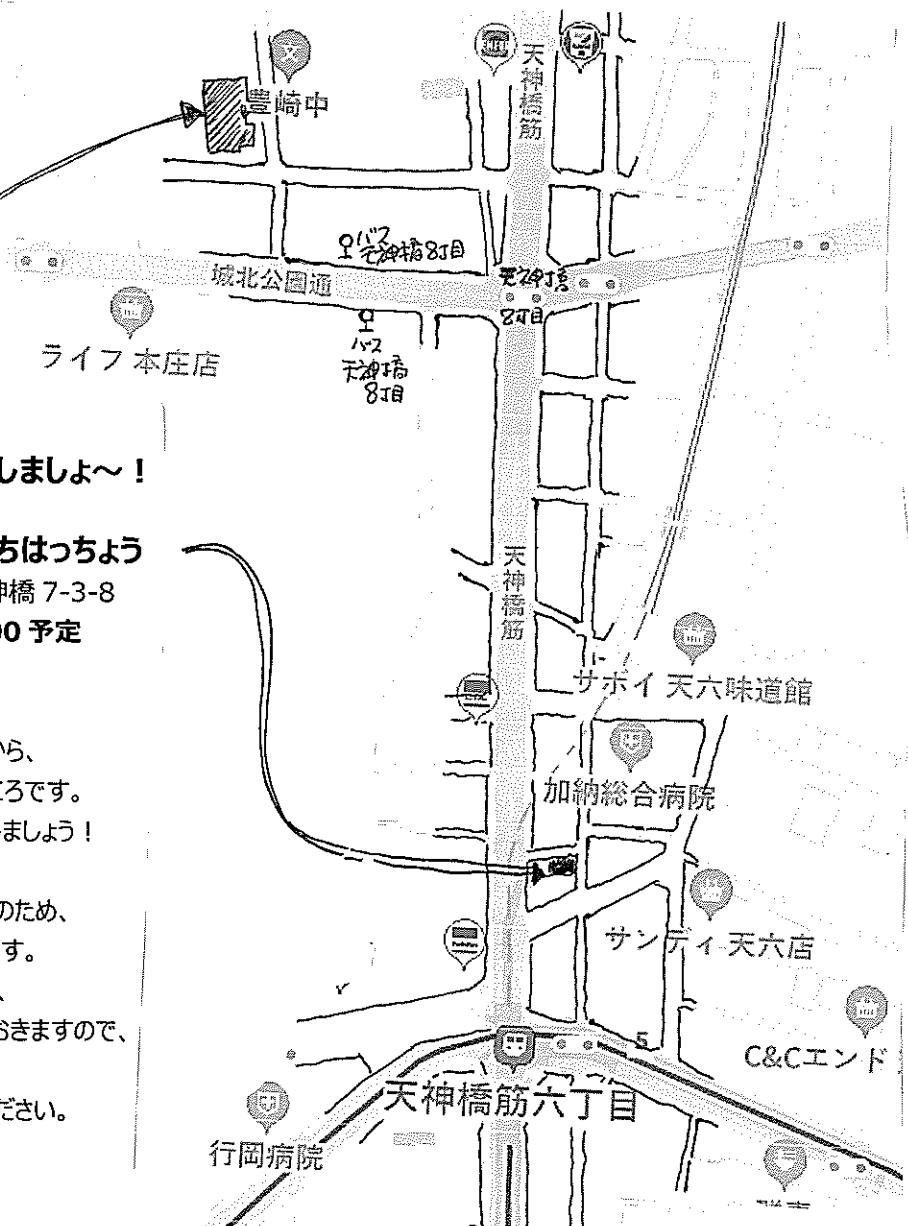 天神橋筋
豊崎中
バス
天神橋8丁目
城北公園通
天神橋
8丁目
バス
天神橋
8丁目
ライフ 本庄店
しましょ～！
ちはっちょう
神橋 7-3-8
00 予定
天神橋筋
サボイ 天六味道館
加納総合病院
から、
ころです。
ましょう！
のため、
す。
、
おきますので、
ださい。
サンディ 天六店
5
C&Cエンド
天神橋筋六丁目
行岡病院